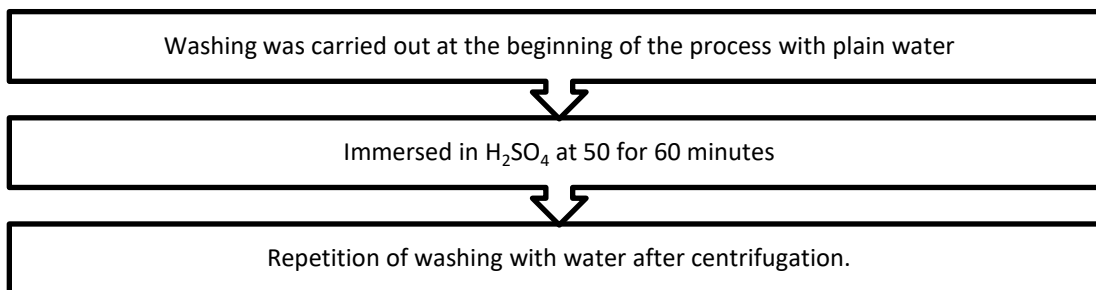 Washing was carried out at the beginning of the process with plain water
Immersed in H₂SO₄ at 50 for 60 minutes
Repetition of washing with water after centrifugation.